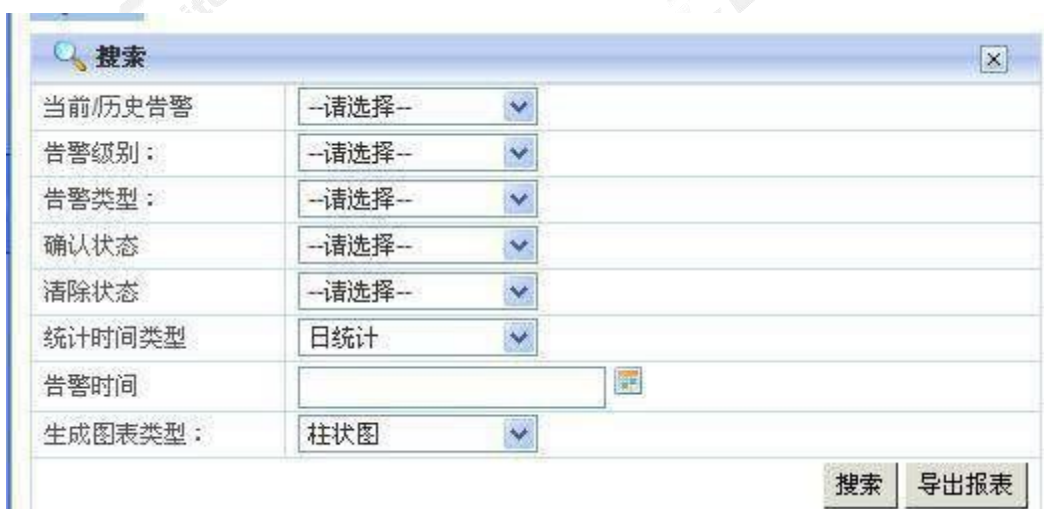 搜索
当前/历史告警 --请选择--
告警级别： --请选择--
告警类型： --请选择--
确认状态 --请选择--
清除状态 --请选择--
统计时间类型 日统计
告警时间
生成图表类型： 柱状图
搜索 导出报表